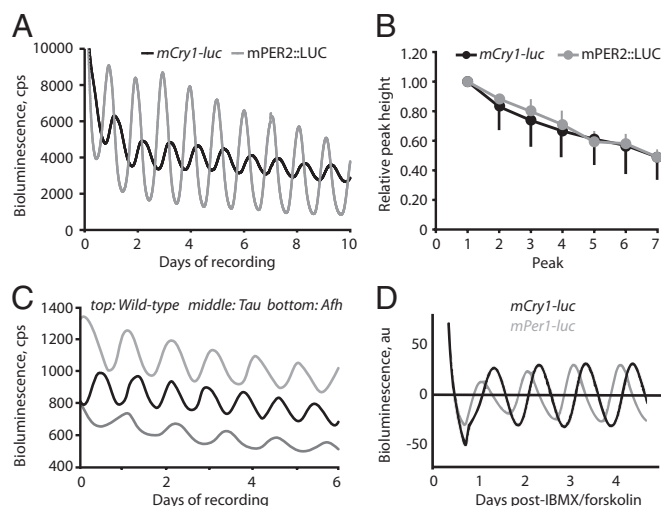 A
mCry1-luc mPER2::LUC
10000
8000
6000
4000
2000
0
Bioluminescence, cps
0 2 4 6 8 10
Days of recording
B
mCry1-luc mPER2::LUC
1.20
1.00
0.80
0.60
0.40
0.20
0
Relative peak height
0 1 2 3 4 5 6 7
Peak
C
top: Wild-type middle: Tau bottom: Afh
1400
1200
1000
800
600
400
Bioluminescence, cps
0 2 4 6
Days of recording
D
mCry1-luc
mPer1-luc
50
0
-50
Bioluminescence, au
0 1 2 3 4
Days post-IBMX/forskolin